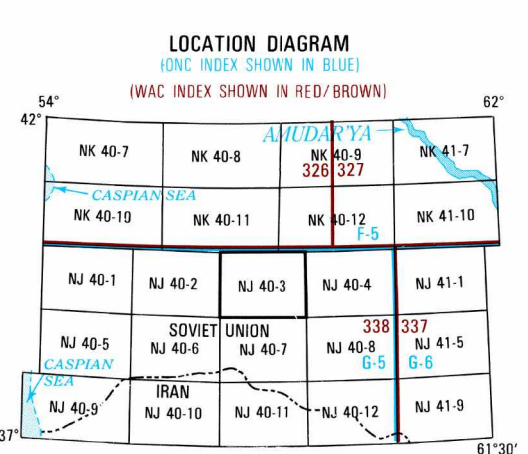 LOCATION DIAGRAM
(ONC INDEX SHOWN IN BLUE)
(WAC INDEX SHOWN IN RED/BROWN)
54° 62°
42°
AMUDAR'YA
NK 40-7 NK 40-8 NK 40-9 NK 41-7
326 327
CASPIAN SEA
NK 40-10 NK 40-11 NK 40-12 NK 41-10
F-5
NJ 40-1 NJ 40-2 NJ 40-3 NJ 40-4 NJ 41-1
SOVIET UNION 338 337
NJ 40-5 NJ 40-6 NJ 40-7 NJ 40-8 NJ 41-5
G-5 G-6
CASPIAN
SEA
IRAN
NJ 40-9 NJ 40-10 NJ 40-11 NJ 40-12 NJ 41-9
37°
61°30'